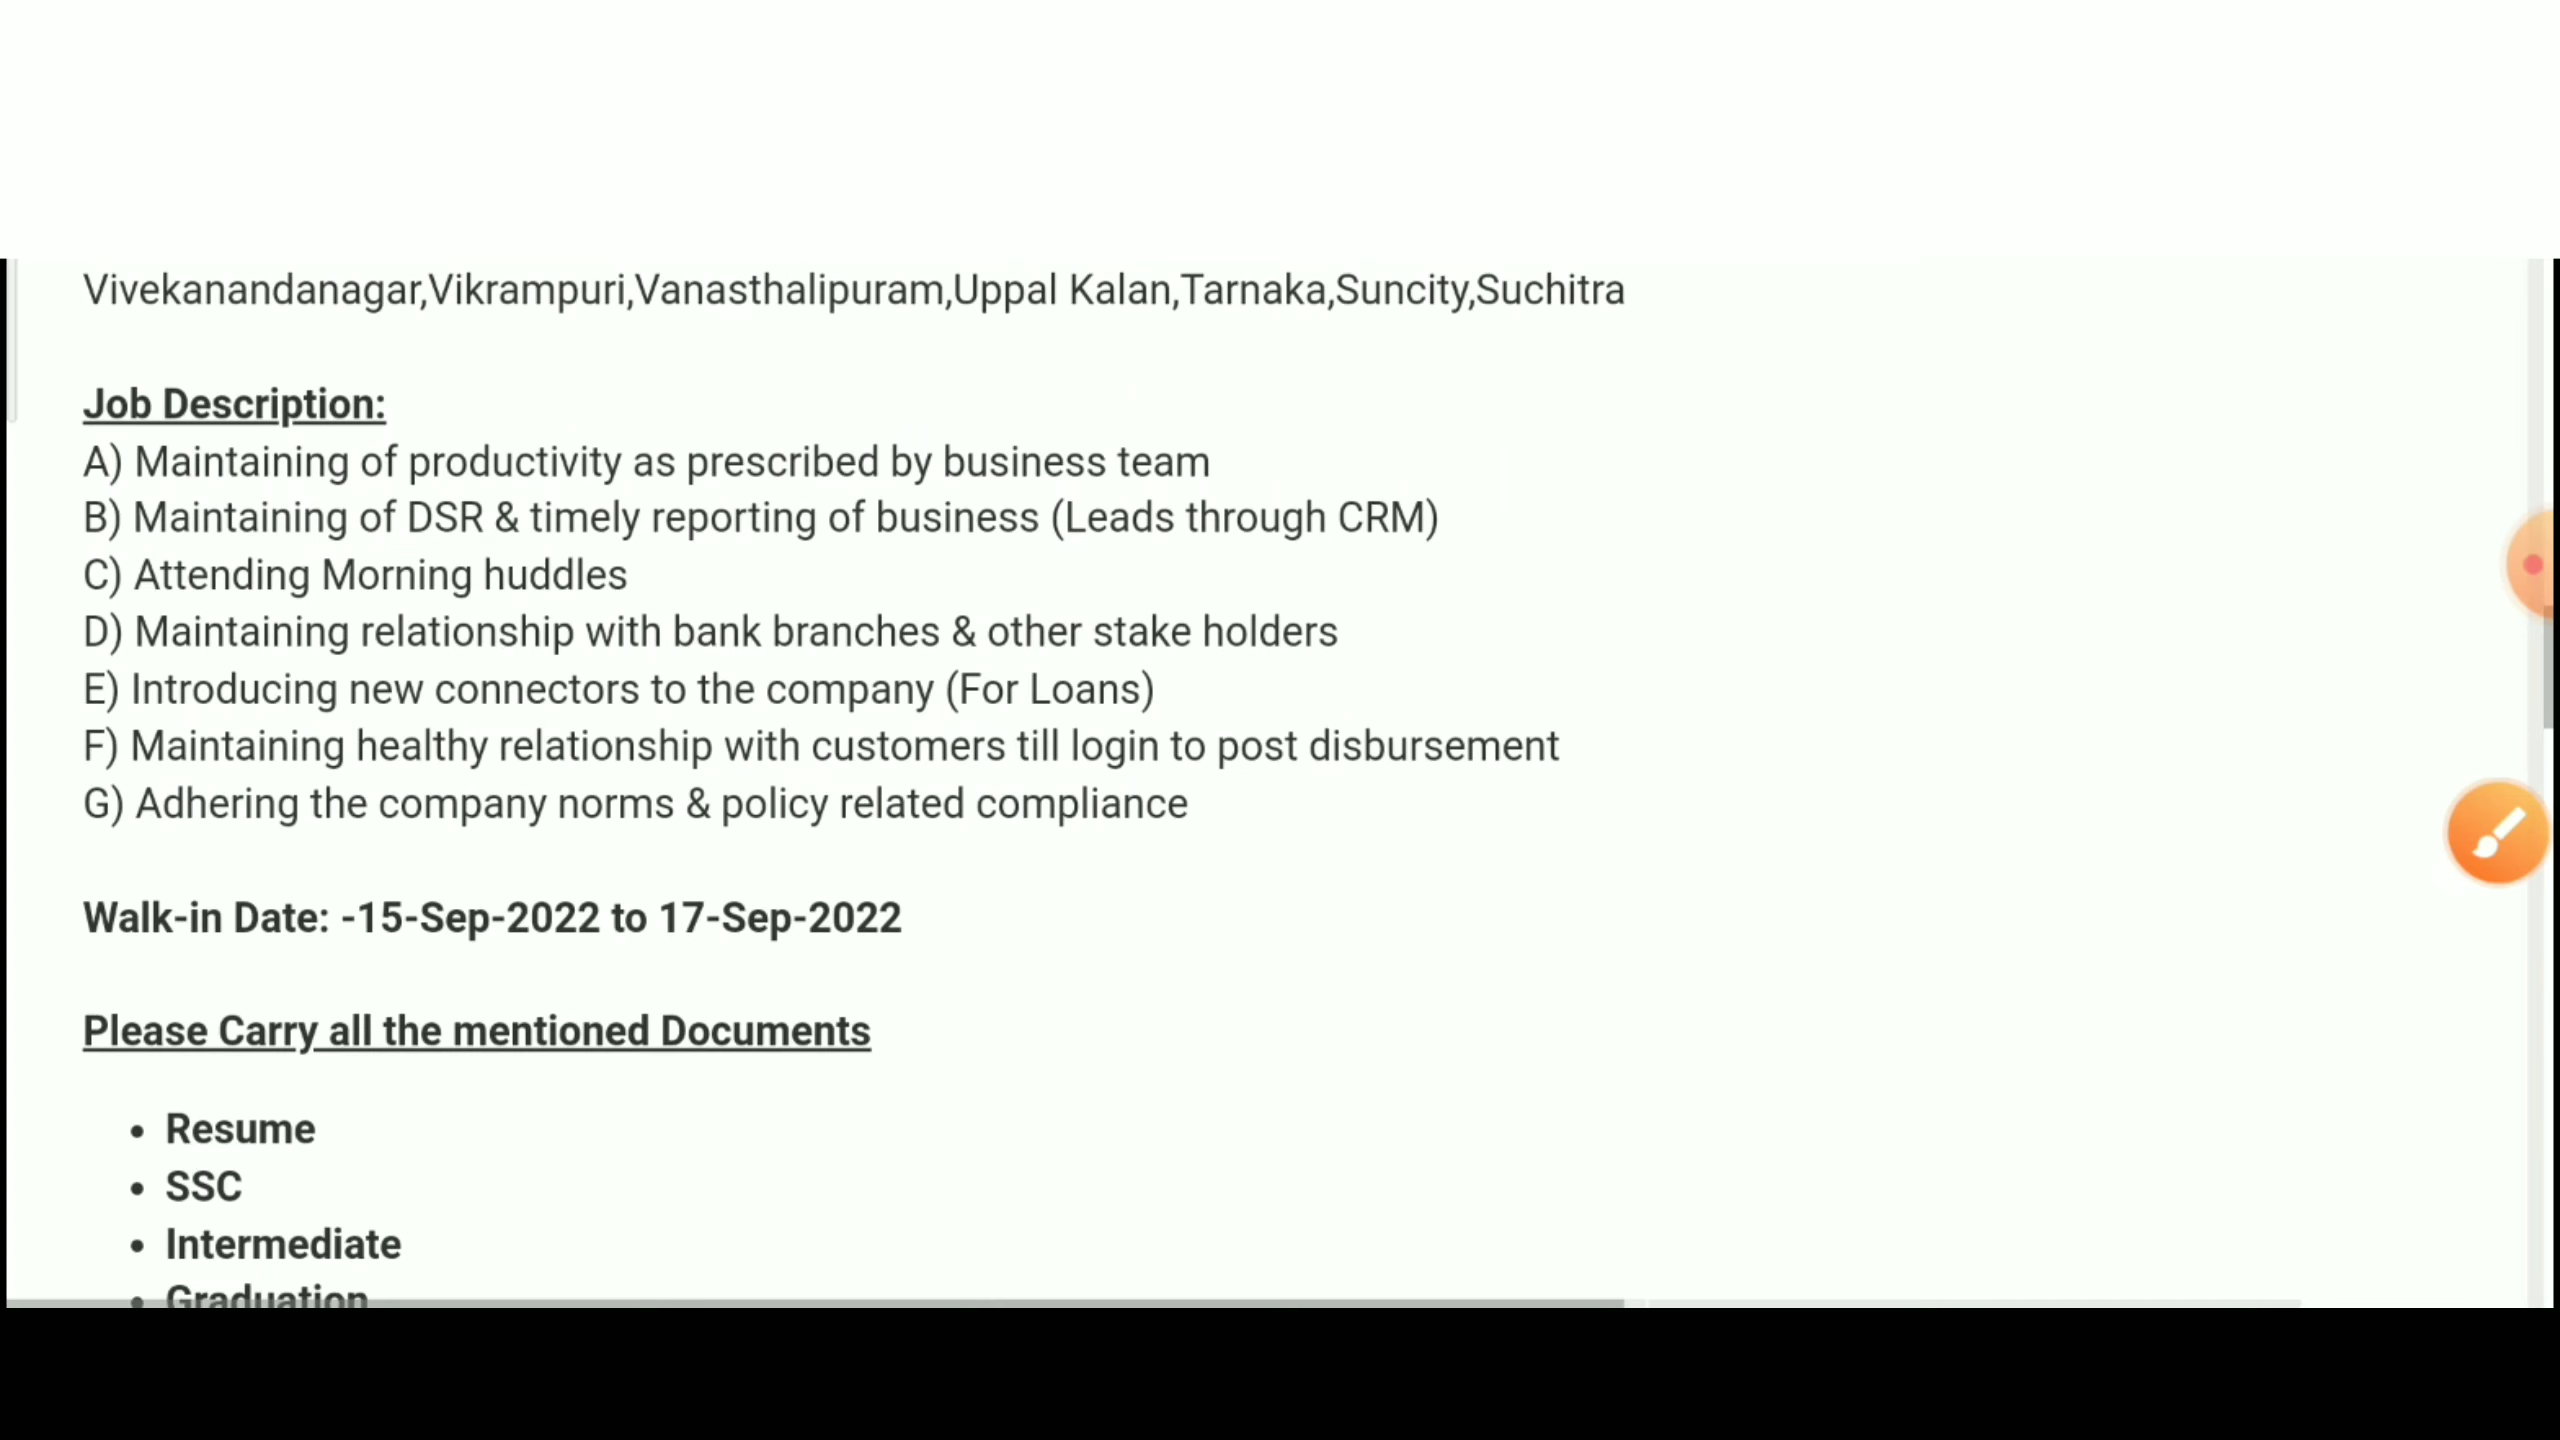 Vivekanandanagar,Vikrampuri,Vanasthalipuram,Uppal Kalan,Tarnaka,Suncity,Suchitra
Job Description:
A) Maintaining of productivity as prescribed by business team
B) Maintaining of DSR & timely reporting of business (Leads through CRM)
C) Attending Morning huddles
D) Maintaining relationship with bank branches & other stake holders
E) Introducing new connectors to the company (For Loans)
F) Maintaining healthy relationship with customers till login to post disbursement
G) Adhering the company norms & policy related compliance
Walk-in Date: -15-Sep-2022 to 17-Sep-2022
Please Carry all the mentioned Documents
• Resume
• SSC
• Intermediate
• Graduation